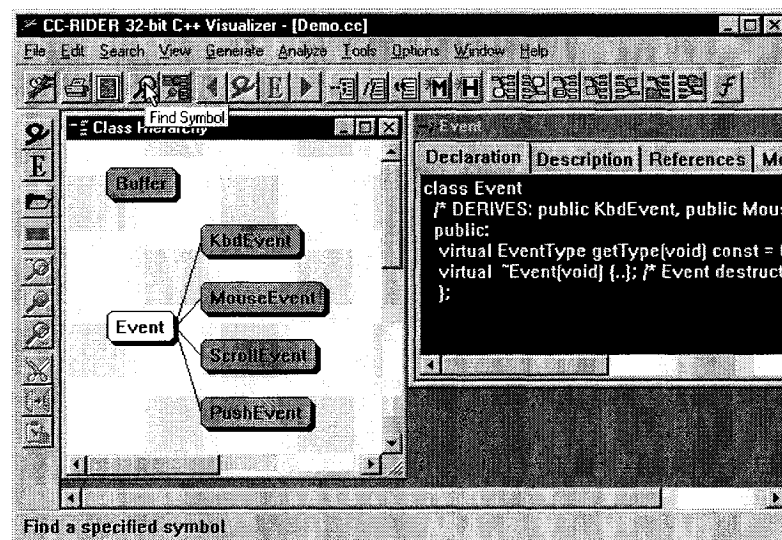 CC-RIDER 32-bit C++ Visualizer - [Demo.cc]
File Edit Search View Generate Analyze Tools Options Window Help
E M H f
Find Symbol
Class Hierarchy
Event
E
Declaration Description References
Buffer
class Event
/* DERIVES: public KbdEvent, public Mous
public:
virtual EventType getType(void) const =
virtual ~Event(void) {..}; /* Event destruct
};
KbdEvent
MouseEvent
Event
ScrollEvent
PushEvent
Find a specified symbol